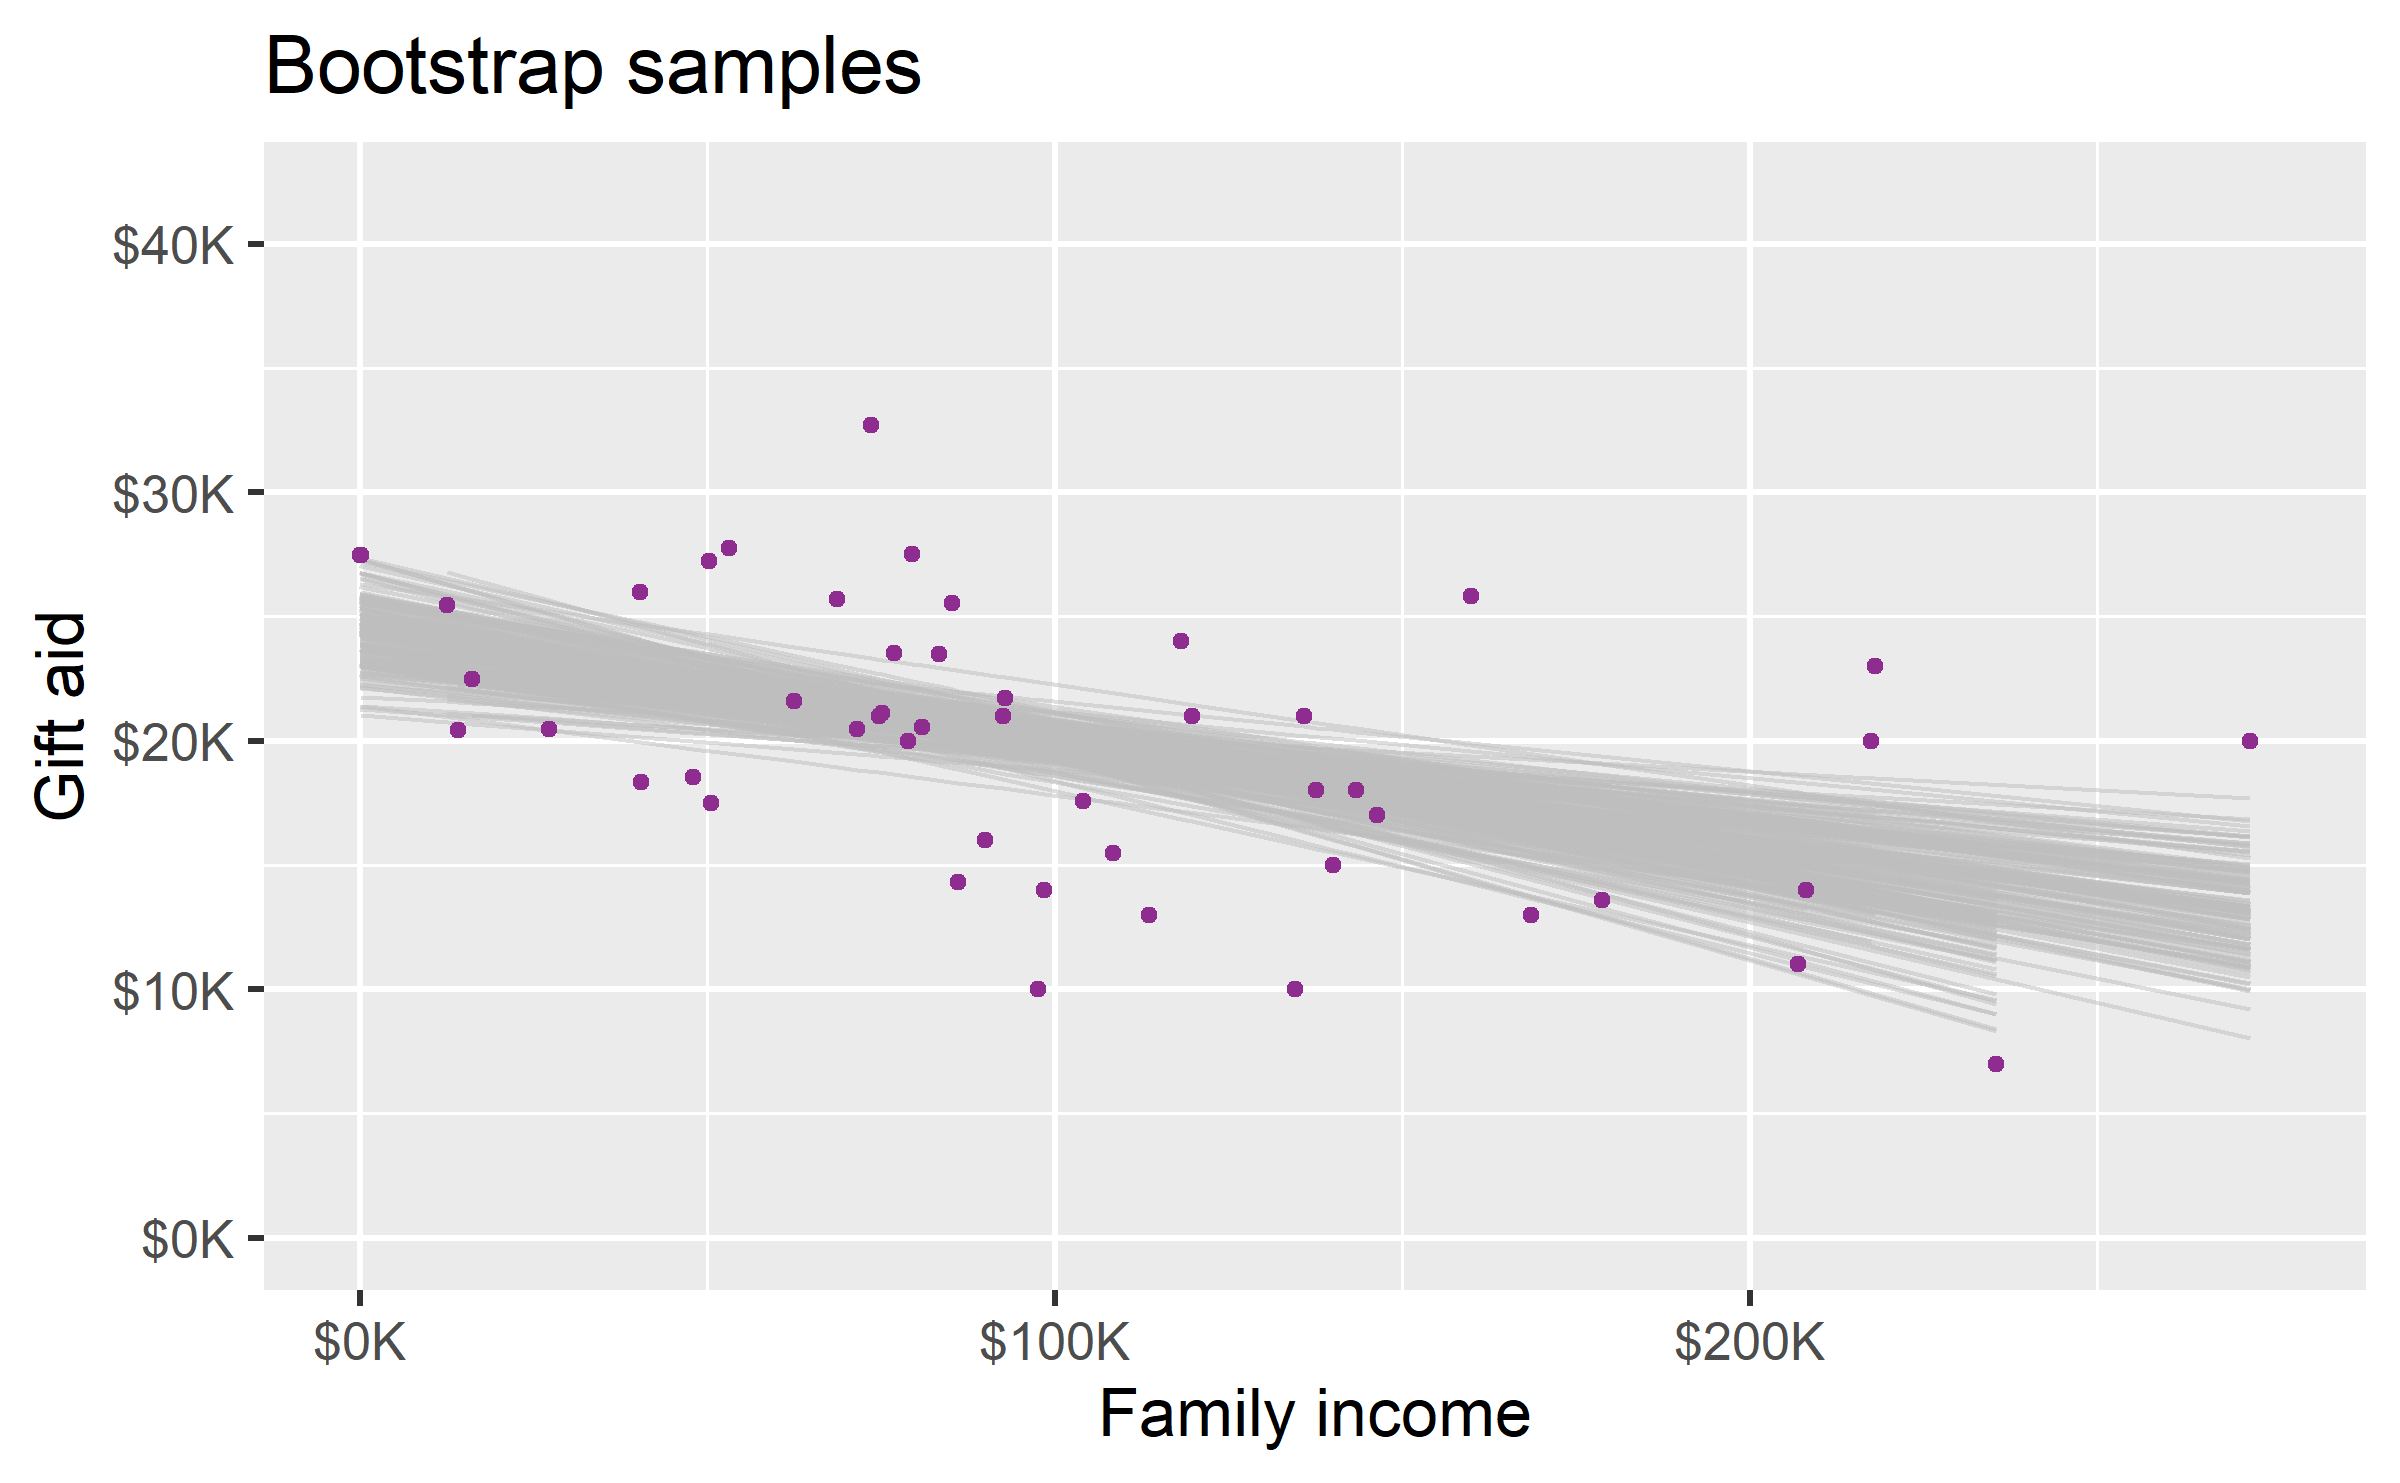 Bootstrap samples
$40K
$30K
$20K
$10K
$0K
Gift aid
$0K
$100K
$200K
Family income